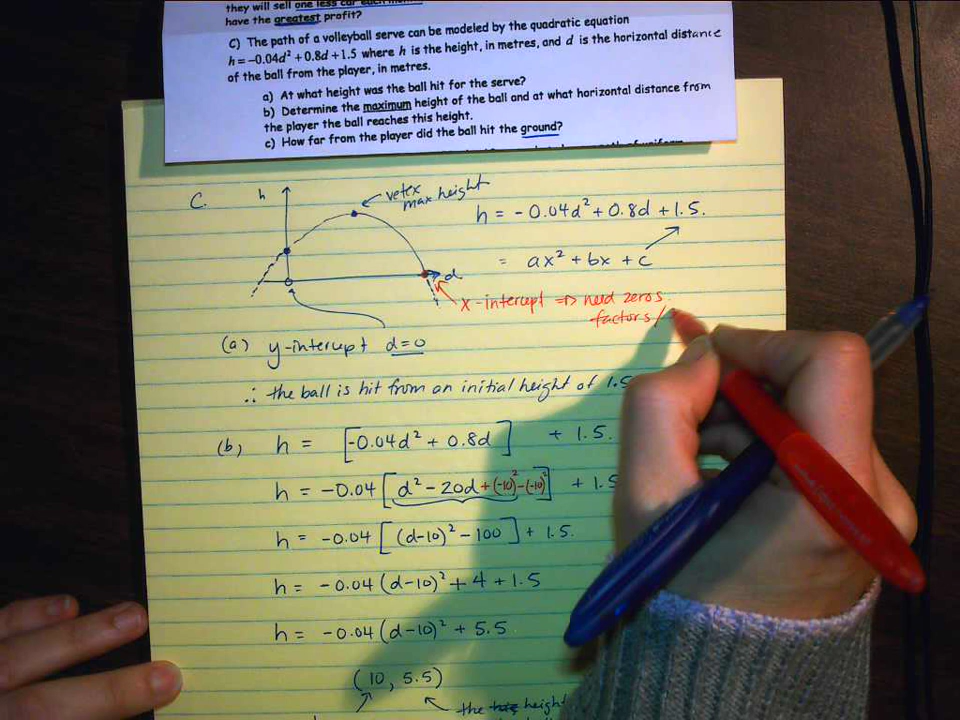 they will sell one less car each
have the greatest profit?
C) The path of a volleyball serve can be modeled by the quadratic equation
h = -0.04d² + 0.8d + 1.5 where h is the height, in metres, and d is the horizontal distance
of the ball from the player, in metres.
a) At what height was the ball hit for the serve?
b) Determine the maximum height of the ball and at what horizontal distance from
the player the ball reaches this height.
c) How far from the player did the ball hit the ground?
C.
h
vetex
max height
h = -0.04d² + 0.8d + 1.5.
= ax² + bx + c
d
x-intercept ⇒ need zeros
factors/
(a) y-intercept d=0
∴ the ball is hit from an initial height of 1.5
(b) h = [-0.04d² + 0.8d] + 1.5.
h = -0.04 [d² - 20d + (-10)² - (-10)²] + 1.5
h = -0.04 [(d-10)² - 100] + 1.5.
h = -0.04 (d-10)² + 4 + 1.5
h = -0.04 (d-10)² + 5.5
(10, 5.5)
the height